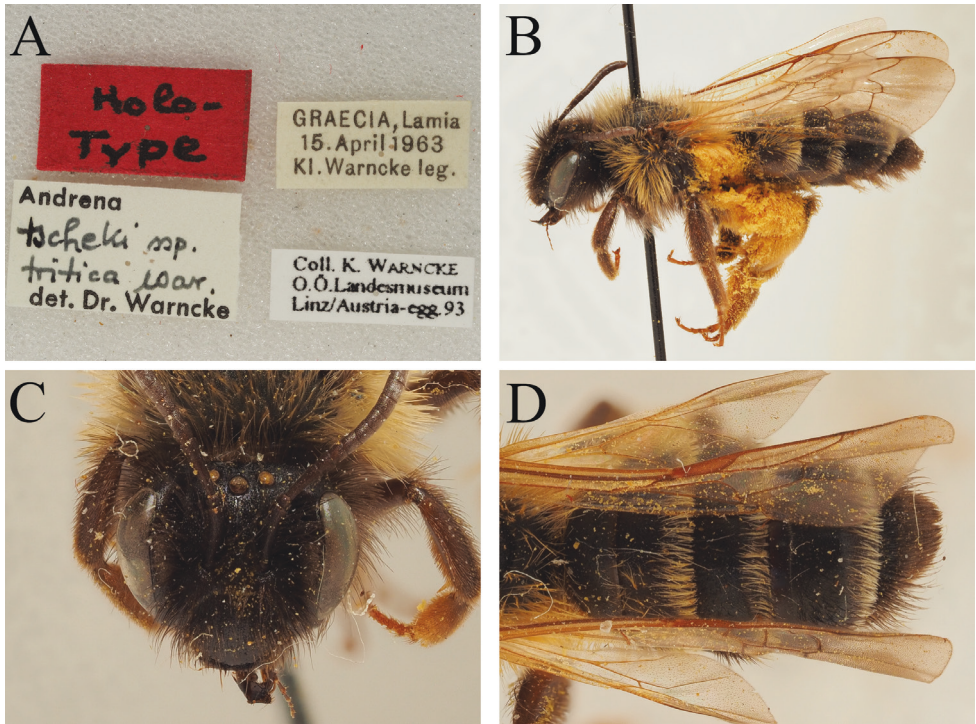 A
Holo-
Type
GRAECIA, Lamia
15. April 1963
Kl. Warncke leg.
Andrena
tscheki ssp.
tritica War.
det. Dr. Warncke
Coll. K. WARNCKE
O.Ö.Landesmuseum
Linz/Austria-egg.93
B
C
D